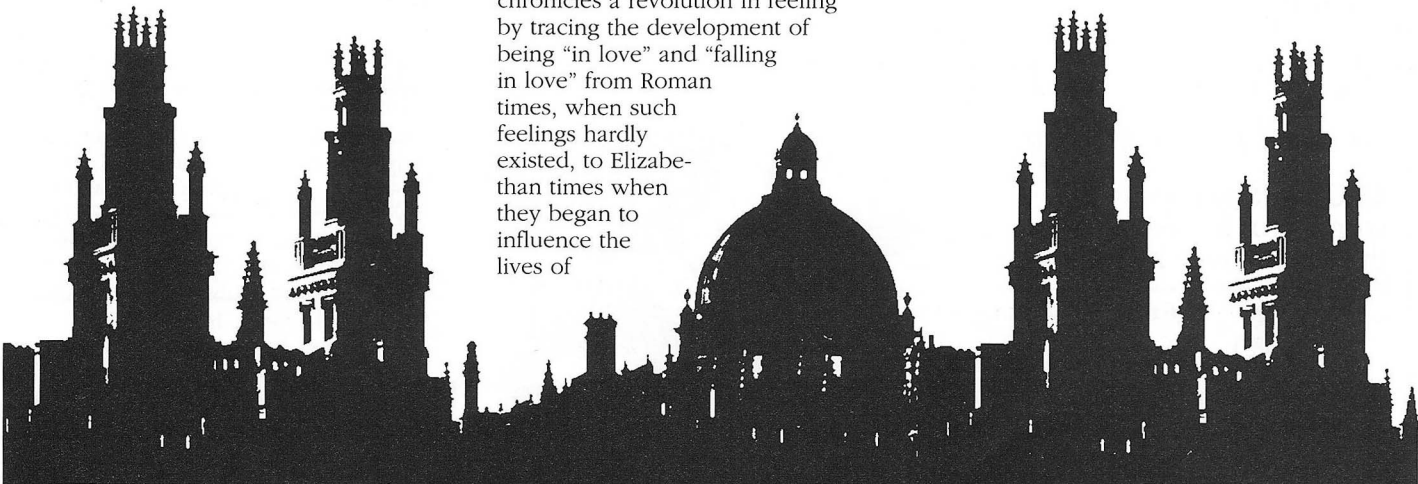 chronicles a revolution in feeling
by tracing the development of
being “in love” and “falling
in love” from Roman
times, when such
feelings hardly
existed, to Elizabe-
than times when
they began to
influence the
lives of